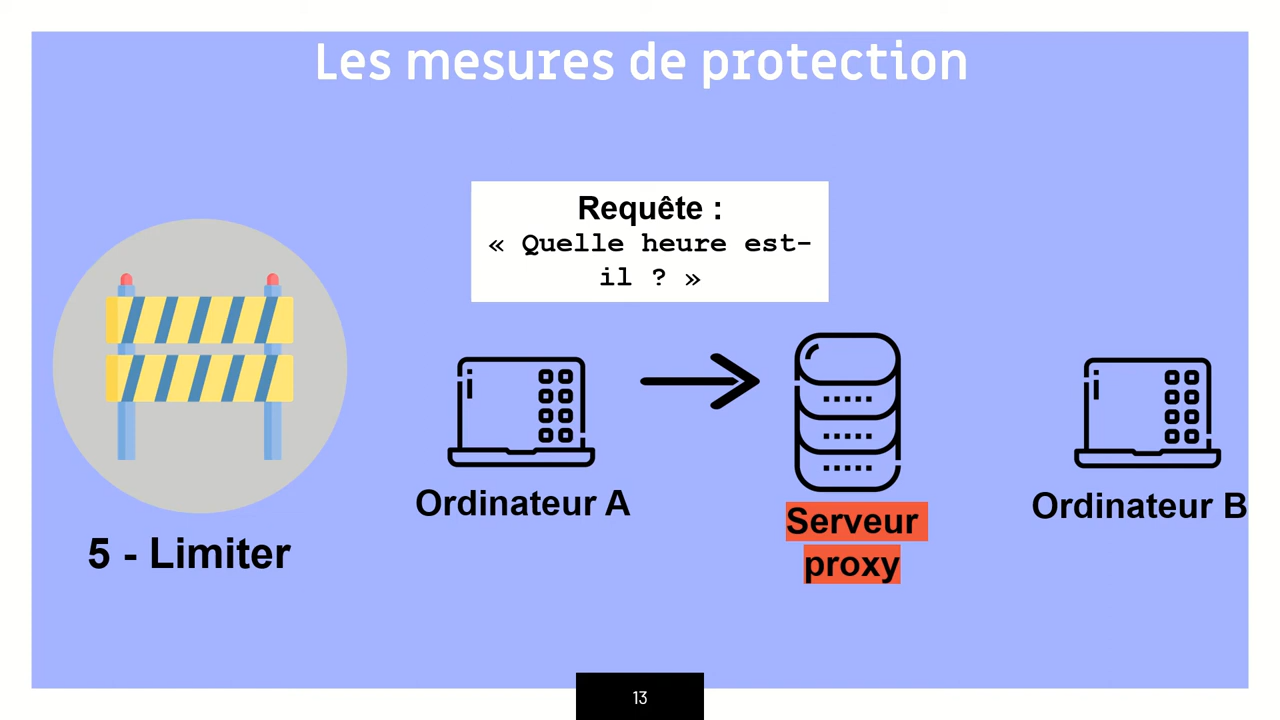 Les mesures de protection
Requête :
« Quelle heure est-
il ? »
Ordinateur A
Serveur
proxy
Ordinateur B
5 - Limiter
13